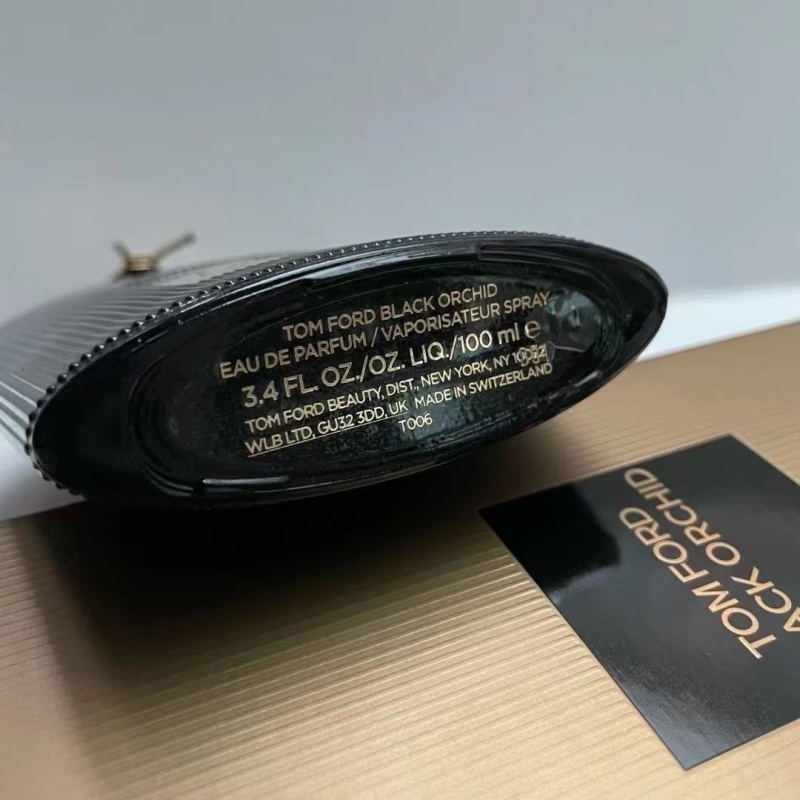 TOM FORD BLACK ORCHID
EAU DE PARFUM / VAPORISATEUR SPRAY
3.4 FL. OZ./OZ. LIQ./100 ml ℮
TOM FORD BEAUTY, DIST., NEW YORK, NY
WLB LTD, GU32 3DD, UK MADE IN SWITZERLAND
T006
TOM FORD
ACK ORCHID